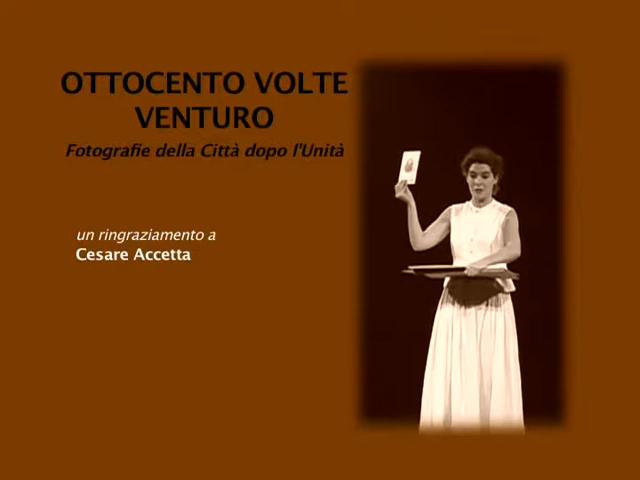 OTTOCENTO VOLTE
VENTURO
Fotografie della Città dopo l'Unità
un ringraziamento a
Cesare Accetta